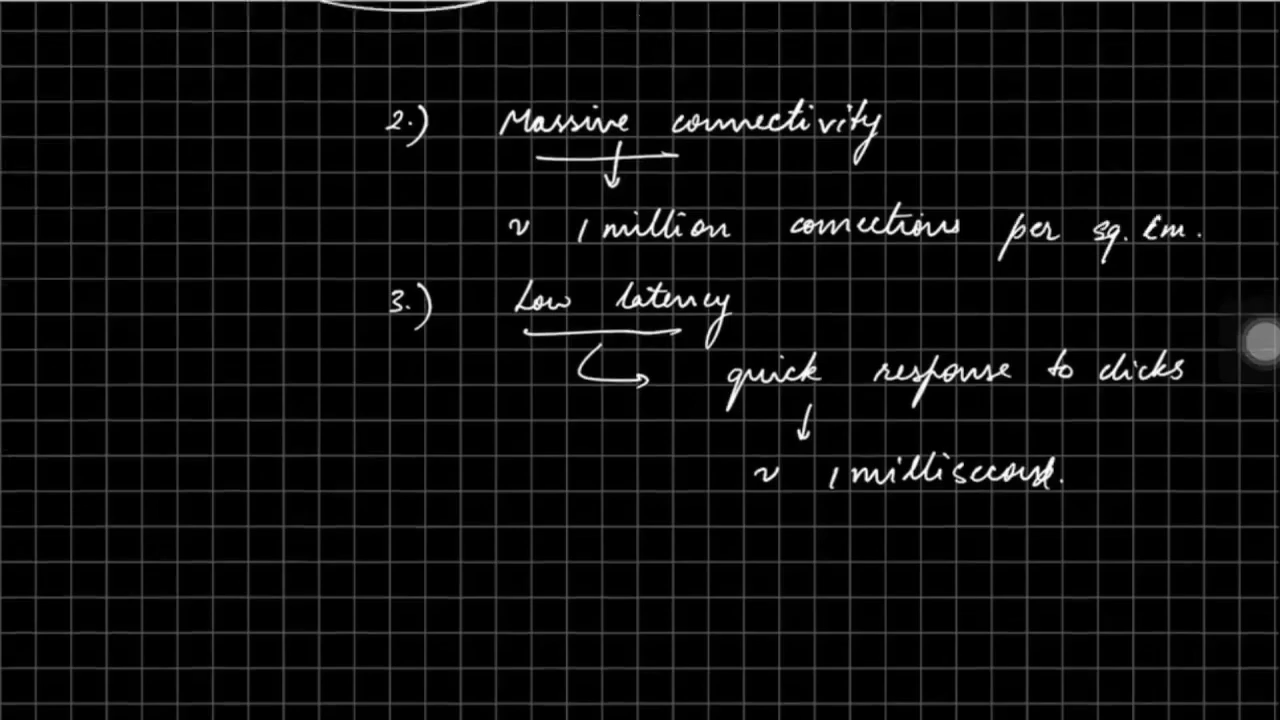 2.) Massive connectivity
~ 1 million connections per sq. km.
3.) Low latency
quick response to clicks
~ 1 millisecond.